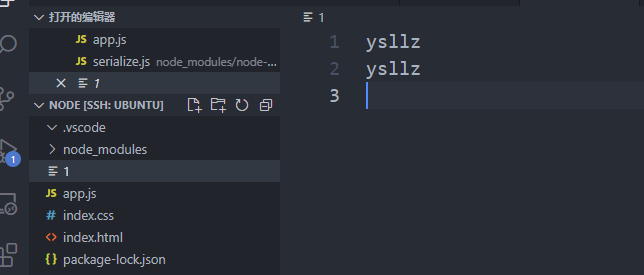 打开的编辑器
JS app.js
JS serialize.js node_modules/node-...
1
NODE [SSH: UBUNTU]
.vscode
node_modules
1
JS app.js
# index.css
<> index.html
{} package-lock.json
1
1
1 ysllz
2 ysllz
3